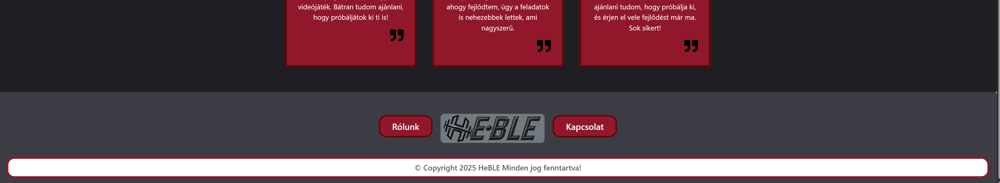 videójáték. Bátran tudom ajánlani,
hogy próbáljátok ki ti is!
ahogy fejlődtem, úgy a feladatok
is nehezebbek lettek, ami
nagyszerű.
ajánlani tudom, hogy próbálja ki,
és érjen el vele fejlődést már ma.
Sok sikert!
Rólunk
HE·BLE
Kapcsolat
© Copyright 2025 HeBLE Minden jog fenntartva!